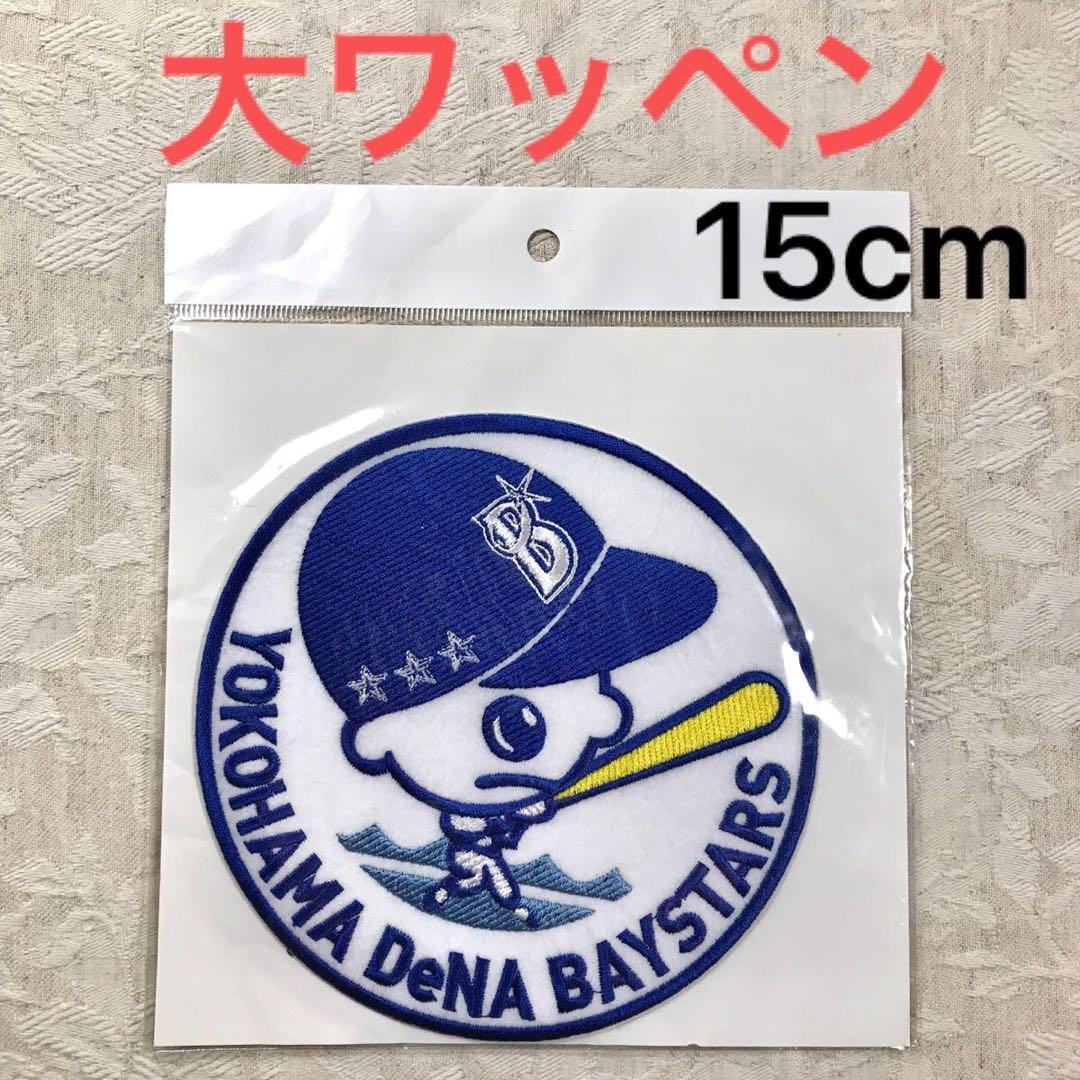 大ワッペン
15cm
B
YOKOHAMA DeNA BAYSTARS